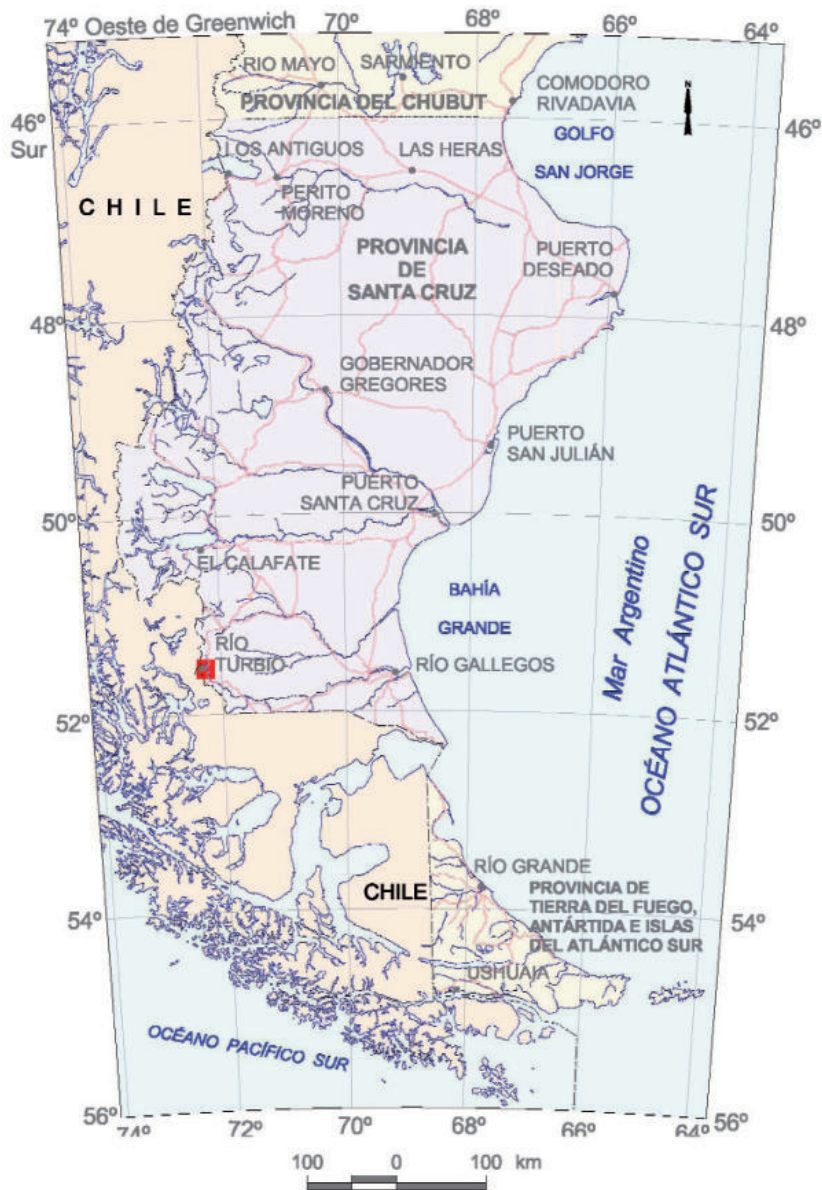 74º Oeste de Greenwich 70º 68º 66º 64º
RIO MAYO
SARMIENTO
COMODORO
RIVADAVIA
PROVINCIA DEL CHUBUT
46º
Sur
46º
GOLFO
SAN JORGE
LOS ANTIGUOS
LAS HERAS
PERITO
MORENO
CHILE
PROVINCIA
DE
SANTA CRUZ
PUERTO
DESEADO
48º
48º
GOBERNADOR
GREGORES
PUERTO
SAN JULIÁN
PUERTO
SANTA CRUZ
50º
50º
EL CALAFATE
BAHÍA
GRANDE
Mar Argentino
OCÉANO ATLÁNTICO SUR
RÍO
TURBIO
RÍO GALLEGOS
52º
52º
RÍO GRANDE
CHILE
PROVINCIA DE
TIERRA DEL FUEGO,
ANTÁRTIDA E ISLAS
DEL ATLÁNTICO SUR
54º
54º
USHUAIA
OCÉANO PACÍFICO SUR
56º
56º
74º 72º 70º 68º 66º 64º
100 0 100 km
N